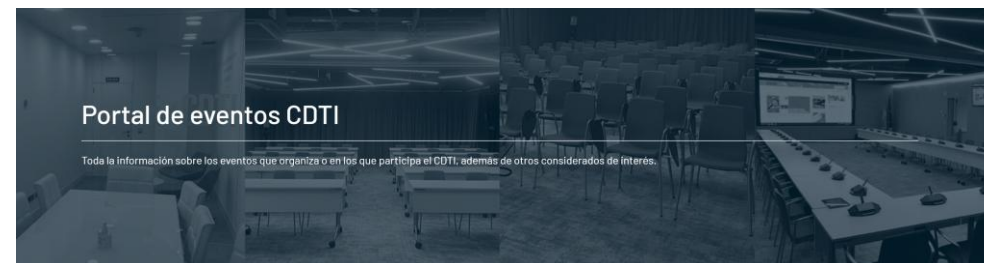 Portal de eventos CDTI
Toda la información sobre los eventos que organiza o en los que participa el CDTI, además de otros considerados de interés.